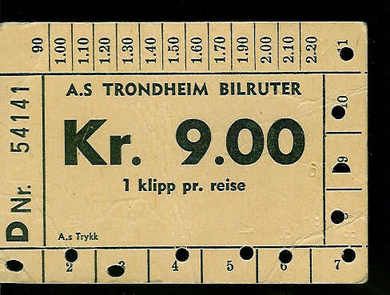 90 1.00 1.10 1.20 1.30 1.40 1.50 1.60 1.70 1.80 1.90 2.00 2.10 2.20 11
A.S TRONDHEIM BILRUTER
Kr. 9.00
1 klipp pr. reise
A.s Trykk
D Nr. 54141
2 3 4 5 6 7
9
10